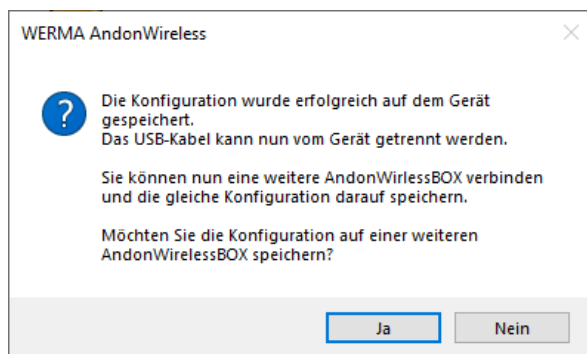 WERMA AndonWireless
Die Konfiguration wurde erfolgreich auf dem Gerät
gespeichert.
Das USB-Kabel kann nun vom Gerät getrennt werden.
Sie können nun eine weitere AndonWirlessBOX verbinden
und die gleiche Konfiguration darauf speichern.
Möchten Sie die Konfiguration auf einer weiteren
AndonWirelessBOX speichern?
Ja
Nein